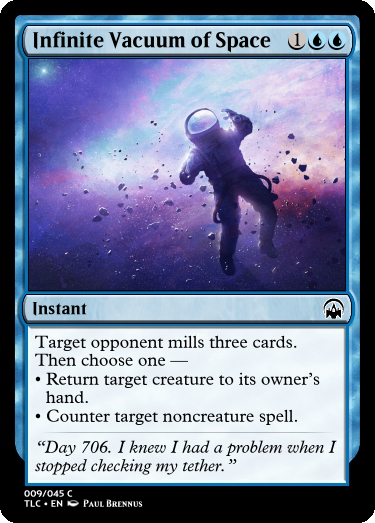 Infinite Vacuum of Space 1
Instant
Target opponent mills three cards.
Then choose one —
• Return target creature to its owner's
hand.
• Counter target noncreature spell.
“Day 706. I knew I had a problem when I
stopped checking my tether.”
009/045 C
TLC • EN Paul Brennus